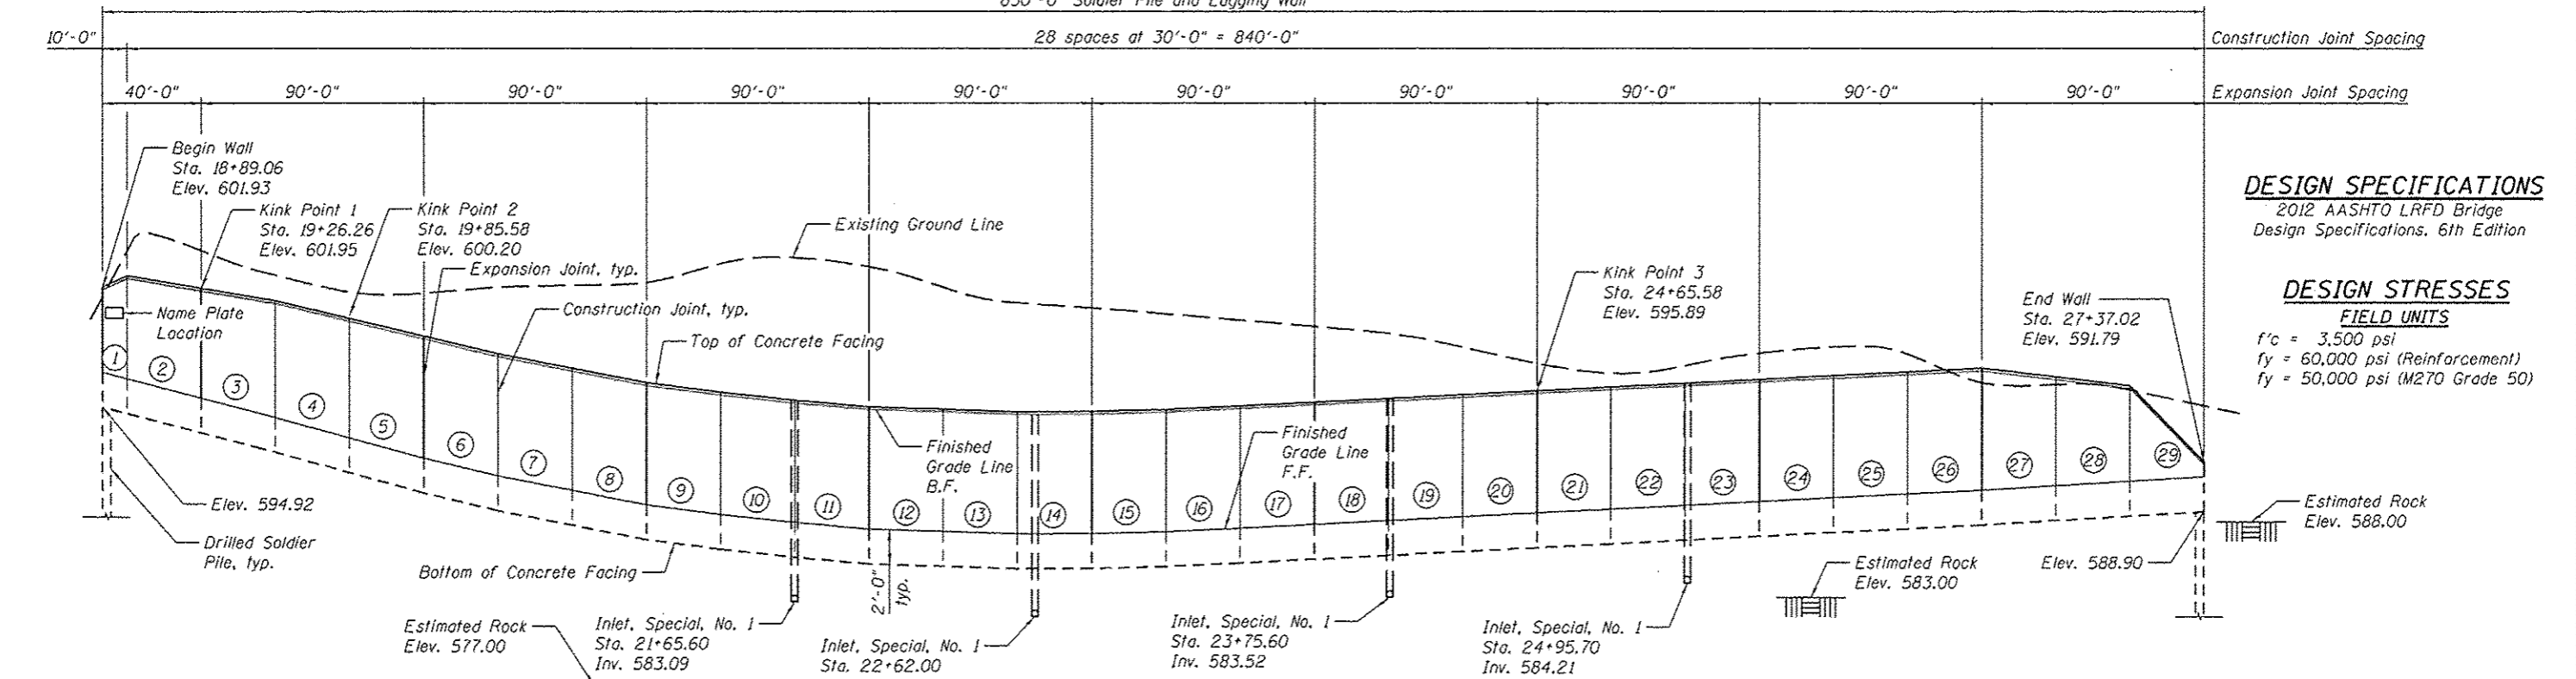 850'-0" Soldier Pile and Lagging Wall
10'-0"
28 spaces at 30'-0" = 840'-0"
Construction Joint Spacing
40'-0"
90'-0"
90'-0"
90'-0"
90'-0"
90'-0"
90'-0"
90'-0"
90'-0"
90'-0"
Expansion Joint Spacing
Begin Wall
Sta. 18+89.06
Elev. 601.93
Kink Point 1
Sta. 19+26.26
Elev. 601.95
Kink Point 2
Sta. 19+85.58
Elev. 600.20
Expansion Joint, typ.
Construction Joint, typ.
Top of Concrete Facing
Existing Ground Line
Name Plate
Location
Kink Point 3
Sta. 24+65.58
Elev. 595.89
End Wall
Sta. 27+37.02
Elev. 591.79
DESIGN SPECIFICATIONS
2012 AASHTO LRFD Bridge
Design Specifications, 6th Edition
DESIGN STRESSES
FIELD UNITS
f'c = 3,500 psi
fy = 60,000 psi (Reinforcement)
fy = 50,000 psi (M270 Grade 50)
1
2
3
4
5
6
7
8
9
10
11
12
13
14
15
16
17
18
19
20
21
22
23
24
25
26
27
28
29
Finished
Grade Line
B.F.
Finished
Grade Line
F.F.
Elev. 594.92
Drilled Soldier
Pile, typ.
Bottom of Concrete Facing
2'-0"
typ.
Estimated Rock
Elev. 577.00
Inlet, Special, No. 1
Sta. 21+65.60
Inv. 583.09
Inlet, Special, No. 1
Sta. 22+62.00
Inlet, Special, No. 1
Sta. 23+75.60
Inv. 583.52
Inlet, Special, No. 1
Sta. 24+95.70
Inv. 584.21
Estimated Rock
Elev. 583.00
Elev. 588.90
Estimated Rock
Elev. 588.00